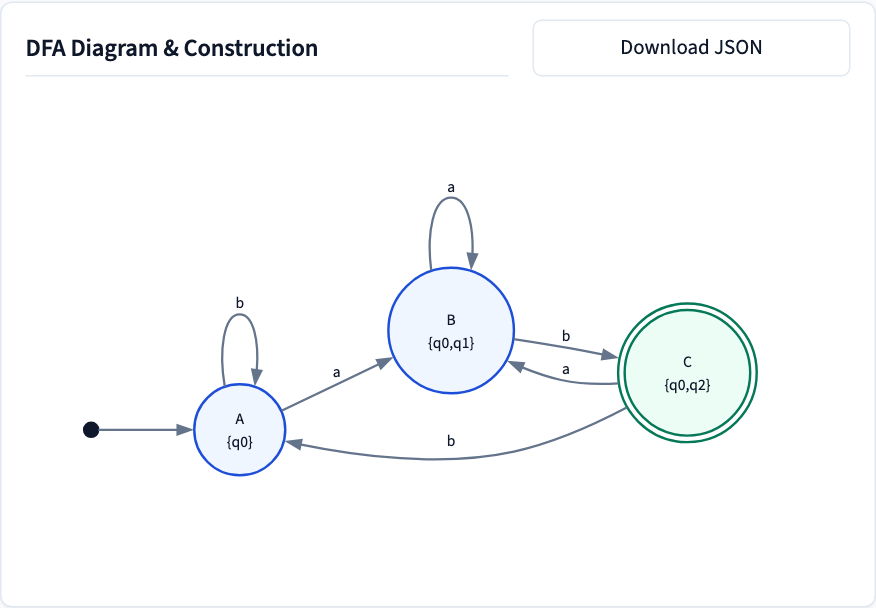 DFA Diagram & Construction
Download JSON
a
b
B
{q0,q1}
b
a
a
C
{q0,q2}
A
{q0}
b